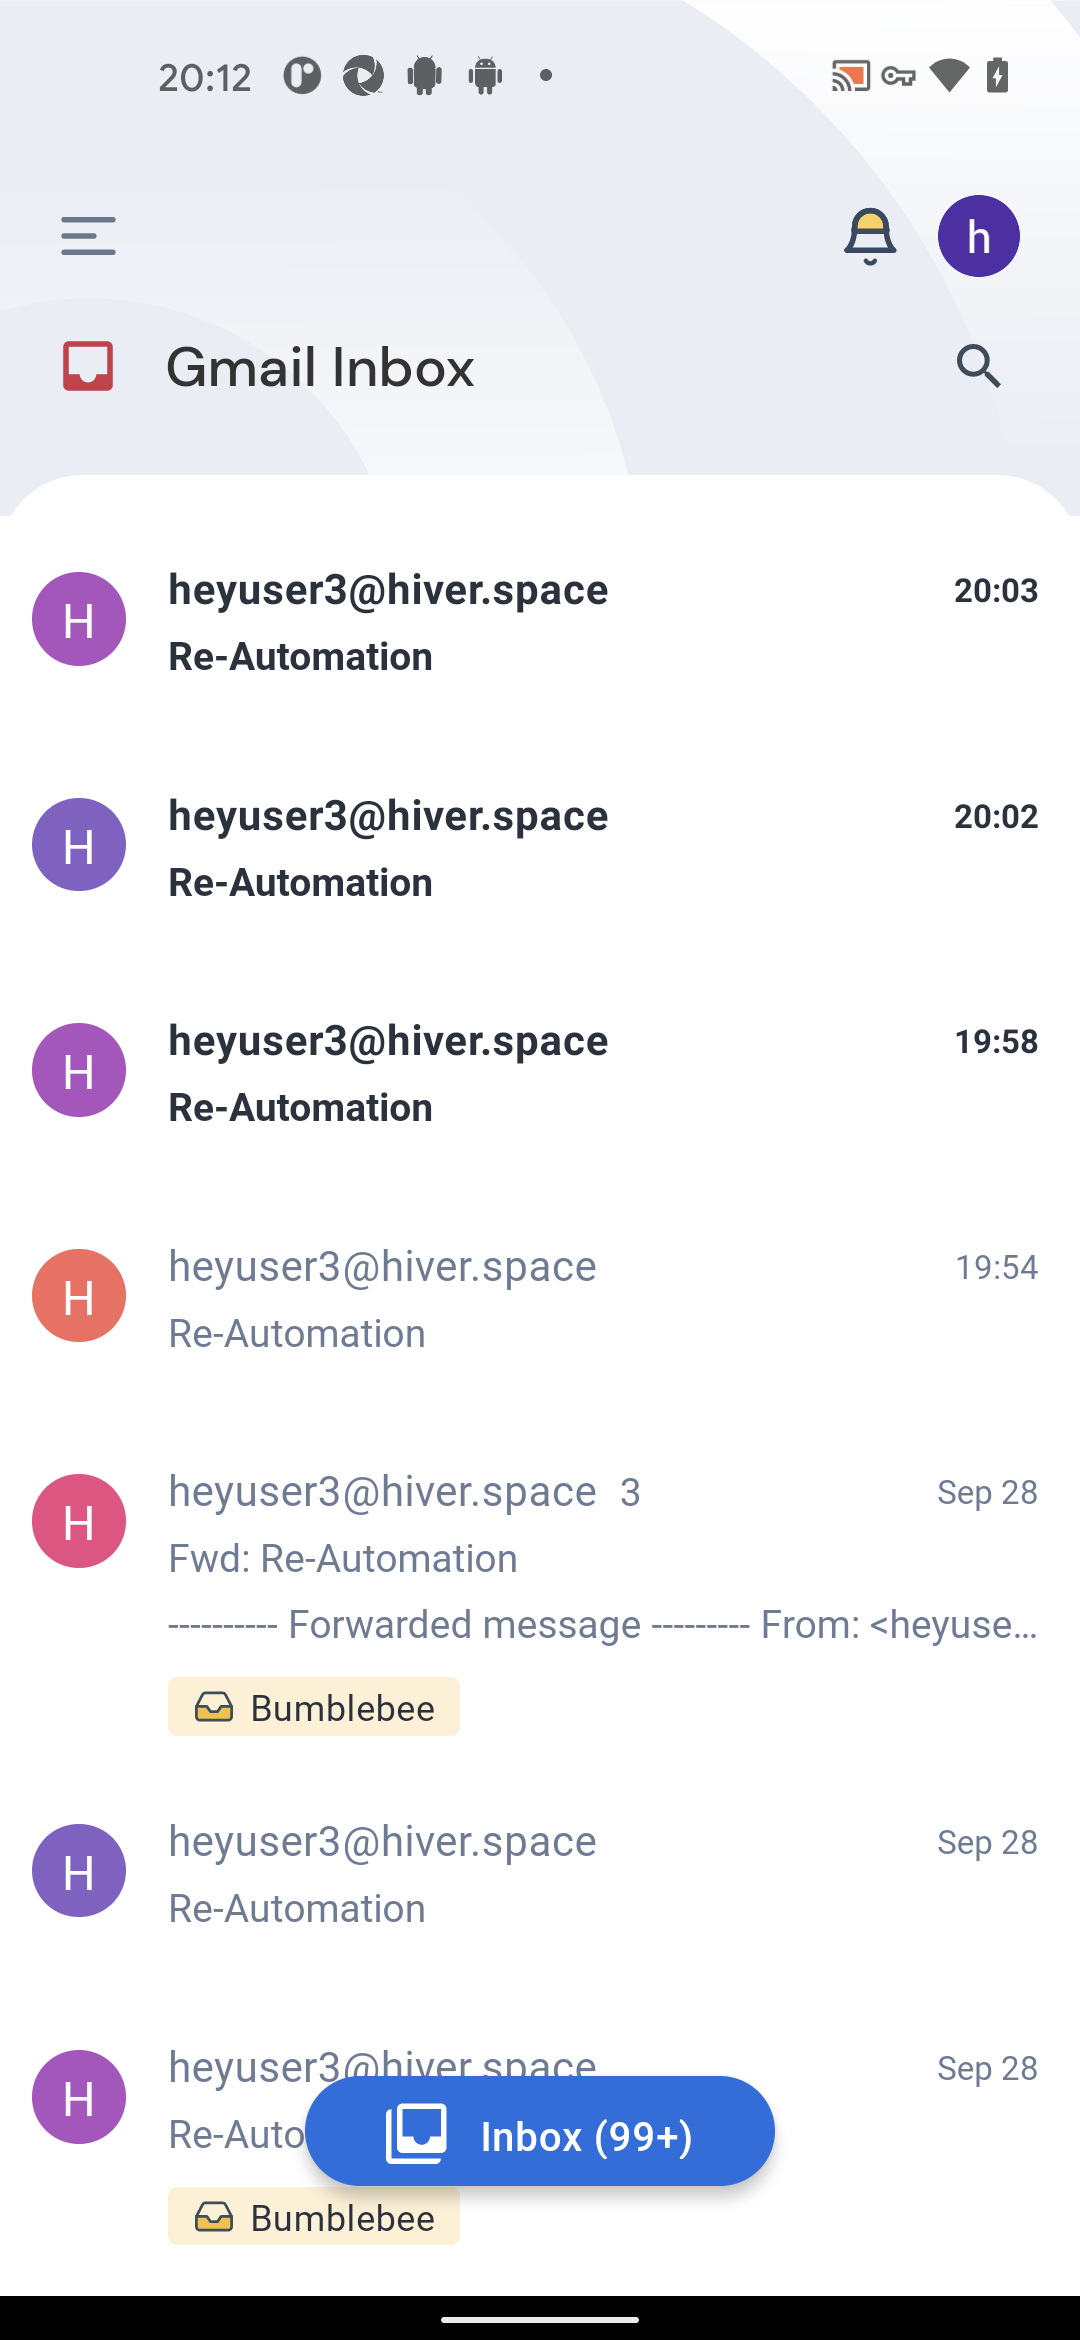 20:12
h
Gmail Inbox
H
heyuser3@hiver.space 20:03
Re-Automation
H
heyuser3@hiver.space 20:02
Re-Automation
H
heyuser3@hiver.space 19:58
Re-Automation
H
heyuser3@hiver.space 19:54
Re-Automation
H
heyuser3@hiver.space 3 Sep 28
Fwd: Re-Automation
---------- Forwarded message --------- From: <heyuse...
Bumblebee
H
heyuser3@hiver.space Sep 28
Re-Automation
H
heyuser3@hiver.space Sep 28
Re-Auto
Inbox (99+)
Bumblebee